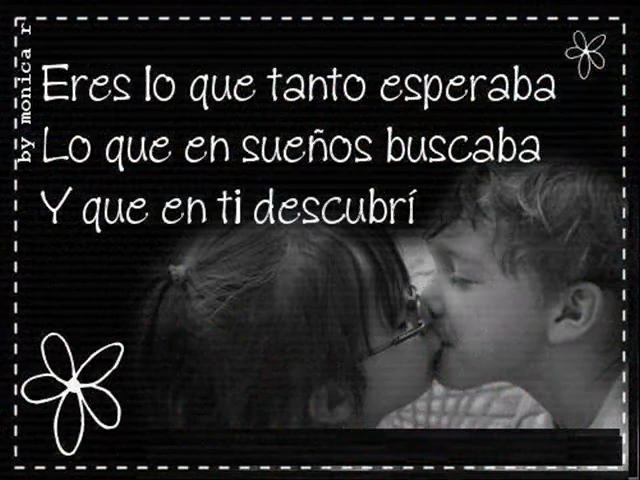 Eres lo que tanto esperaba
Lo que en sueños buscaba
Y que en ti descubrí
by monica r